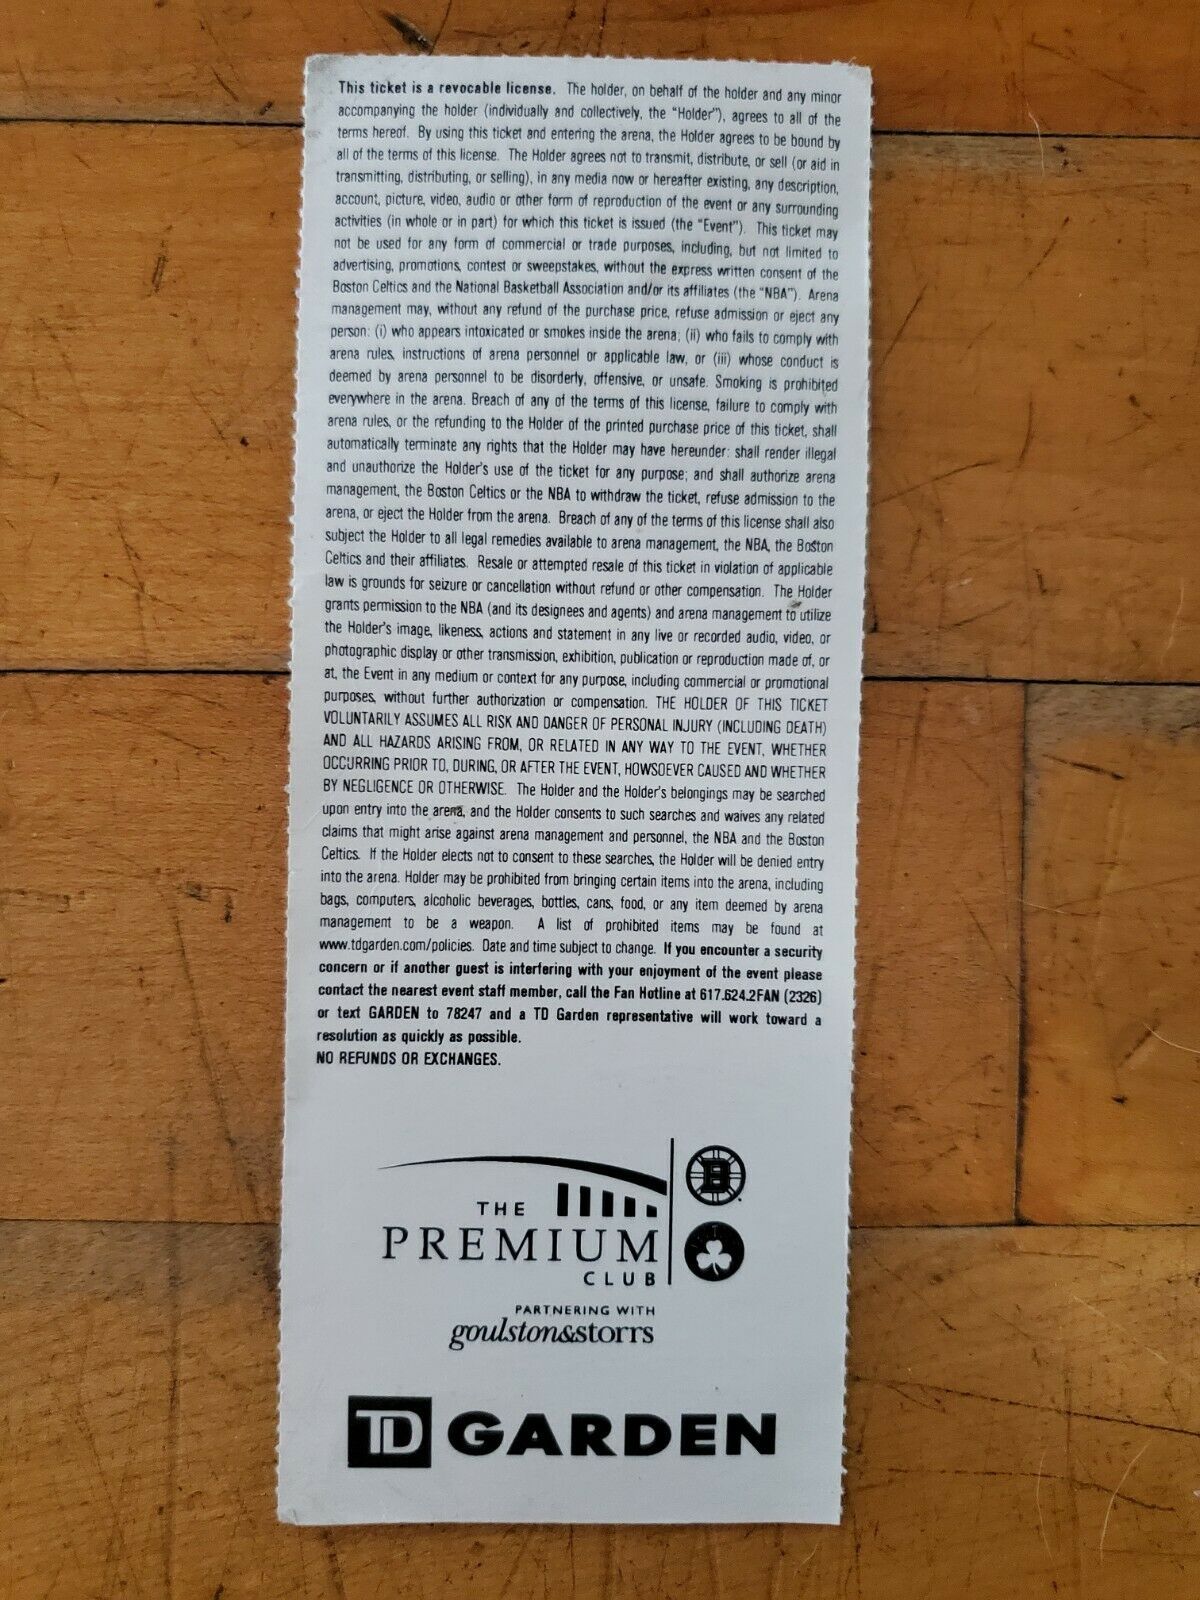 This ticket is a revocable license. The holder, on behalf of the holder and any minor
accompanying the holder (individually and collectively, the "Holder"), agrees to all of the
terms hereof. By using this ticket and entering the arena, the Holder agrees to be bound by
all of the terms of this license. The Holder agrees not to transmit, distribute, or sell (or aid in
transmitting, distributing, or selling), in any media now or hereafter existing, any description,
account, picture, video, audio or other form of reproduction of the event or any surrounding
activities (in whole or in part) for which this ticket is issued (the "Event"). This ticket may
not be used for any form of commercial or trade purposes, including, but not limited to
advertising, promotions, contest or sweepstakes, without the express written consent of the
Boston Celtics and the National Basketball Association and/or its affiliates (the "NBA"). Arena
management may, without any refund of the purchase price, refuse admission or eject any
person: (i) who appears intoxicated or smokes inside the arena; (ii) who fails to comply with
arena rules, instructions of arena personnel or applicable law, or (iii) whose conduct is
deemed by arena personnel to be disorderly, offensive, or unsafe. Smoking is prohibited
everywhere in the arena. Breach of any of the terms of this license, failure to comply with
arena rules, or the refunding to the Holder of the printed purchase price of this ticket, shall
automatically terminate any rights that the Holder may have hereunder: shall render illegal
and unauthorize the Holder's use of the ticket for any purpose; and shall authorize arena
management, the Boston Celtics or the NBA to withdraw the ticket, refuse admission to the
arena, or eject the Holder from the arena. Breach of any of the terms of this license shall also
subject the Holder to all legal remedies available to arena management, the NBA, the Boston
Celtics and their affiliates. Resale or attempted resale of this ticket in violation of applicable
law is grounds for seizure or cancellation without refund or other compensation. The Holder
grants permission to the NBA (and its designees and agents) and arena management to utilize
the Holder's image, likeness, actions and statement in any live or recorded audio, video, or
photographic display or other transmission, exhibition, publication or reproduction made of, or
at, the Event in any medium or context for any purpose, including commercial or promotional
purposes, without further authorization or compensation. THE HOLDER OF THIS TICKET
VOLUNTARILY ASSUMES ALL RISK AND DANGER OF PERSONAL INJURY (INCLUDING DEATH)
AND ALL HAZARDS ARISING FROM, OR RELATED IN ANY WAY TO THE EVENT, WHETHER
OCCURRING PRIOR TO, DURING, OR AFTER THE EVENT, HOWSOEVER CAUSED AND WHETHER
BY NEGLIGENCE OR OTHERWISE. The Holder and the Holder's belongings may be searched
upon entry into the arena, and the Holder consents to such searches and waives any related
claims that might arise against arena management and personnel, the NBA and the Boston
Celtics. If the Holder elects not to consent to these searches, the Holder will be denied entry
into the arena. Holder may be prohibited from bringing certain items into the arena, including
bags, computers, alcoholic beverages, bottles, cans, food, or any item deemed by arena
management to be a weapon. A list of prohibited items may be found at
www.tdgarden.com/policies. Date and time subject to change. If you encounter a security
concern or if another guest is interfering with your enjoyment of the event please
contact the nearest event staff member, call the Fan Hotline at 617.624.2FAN (2326)
or text GARDEN to 78247 and a TD Garden representative will work toward a
resolution as quickly as possible.
NO REFUNDS OR EXCHANGES.
THE
PREMIUM
CLUB
B
PARTNERING WITH
goulston&storrs
TD GARDEN